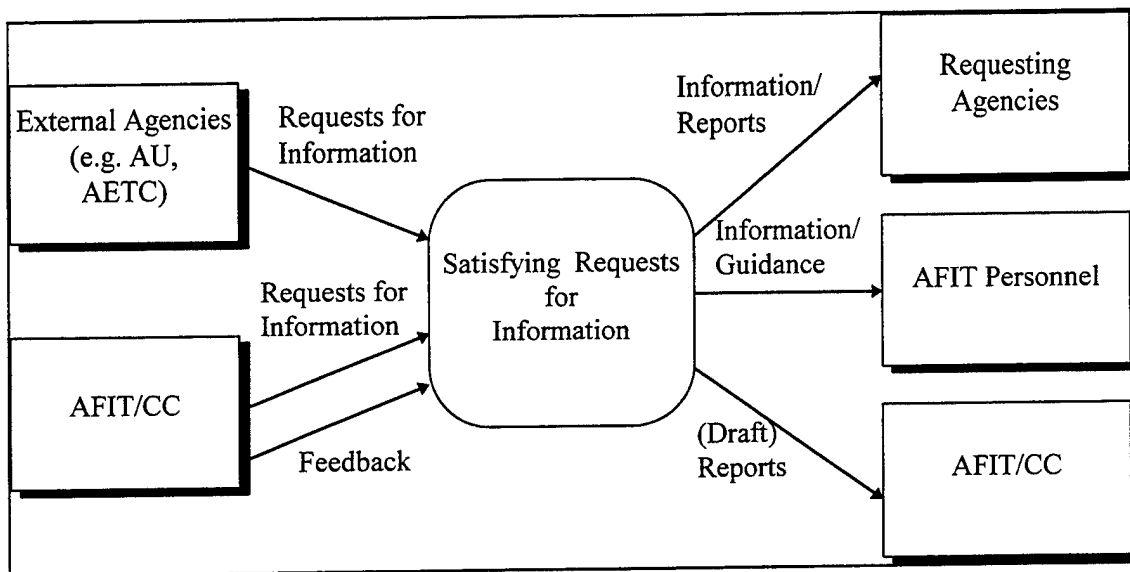 External Agencies
(e.g. AU,
AETC)
Requests for
Information
AFIT/CC
Requests for
Information
Feedback
Satisfying Requests
for
Information
Information/
Reports
Requesting
Agencies
Information/
Guidance
AFIT Personnel
(Draft)
Reports
AFIT/CC